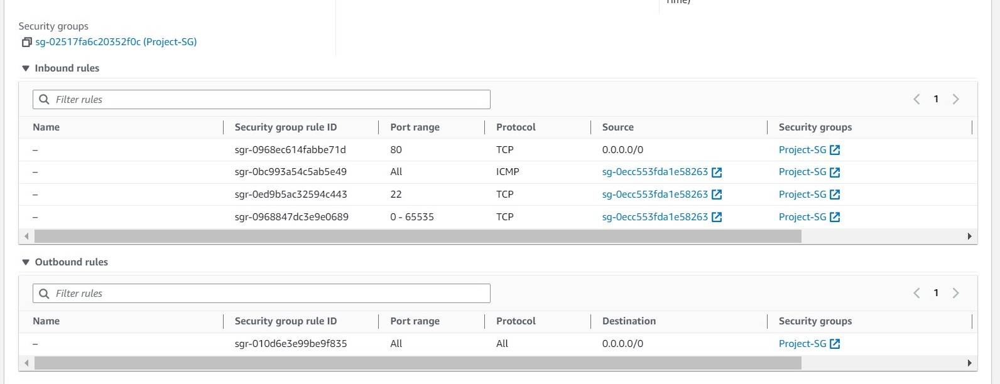 Time)
Security groups
sg-02517fa6c20352f0c (Project-SG)
Inbound rules
Filter rules
1
Name Security group rule ID Port range Protocol Source Security groups
– sgr-0968ec614fabbe71d 80 TCP 0.0.0.0/0 Project-SG
– sgr-0bc993a54c5ab5e49 All ICMP sg-0ecc553fda1e58263 Project-SG
– sgr-0ed9b5ac32594c443 22 TCP sg-0ecc553fda1e58263 Project-SG
– sgr-0968847dc3e9e0689 0 - 65535 TCP sg-0ecc553fda1e58263 Project-SG
Outbound rules
Filter rules
1
Name Security group rule ID Port range Protocol Destination Security groups
– sgr-010d6e3e99be9f835 All All 0.0.0.0/0 Project-SG